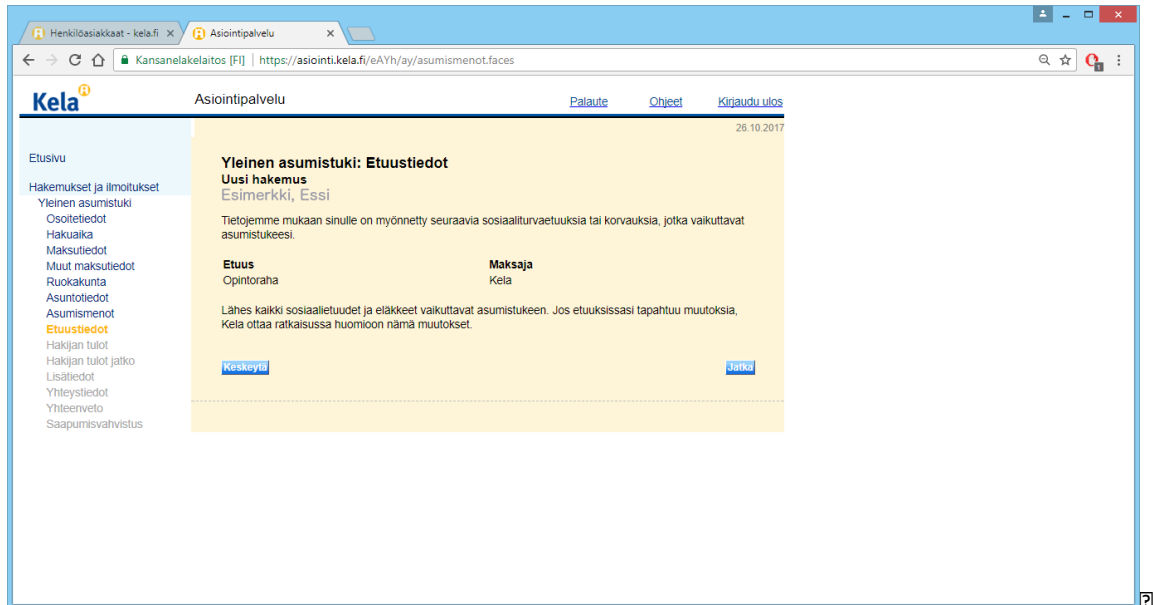 Henkilöasiakkaat - kela.fi
Asiointipalvelu
Kansanelakelaitos [FI] | https://asiointi.kela.fi/eAYh/ay/asumismenot.faces
1
Kela
Asiointipalvelu
Palaute
Ohjeet
Kirjaudu ulos
26.10.2017
Etusivu
Hakemukset ja ilmoitukset
Yleinen asumistuki
Osoitetiedot
Hakuaika
Maksutiedot
Muut maksutiedot
Ruokakunta
Asuntotiedot
Asumismenot
Etuustiedot
Hakijan tulot
Hakijan tulot jatko
Lisätiedot
Yhteystiedot
Yhteenveto
Saapumisvahvistus
Yleinen asumistuki: Etuustiedot
Uusi hakemus
Esimerkki, Essi
Tietojemme mukaan sinulle on myönnetty seuraavia sosiaaliturvaetuuksia tai korvauksia, jotka vaikuttavat
asumistukeesi.
Etuus Maksaja
Opintoraha Kela
Lähes kaikki sosiaalietuudet ja eläkkeet vaikuttavat asumistukeen. Jos etuuksissasi tapahtuu muutoksia,
Kela ottaa ratkaisussa huomioon nämä muutokset.
Keskeytä
Jatka
?